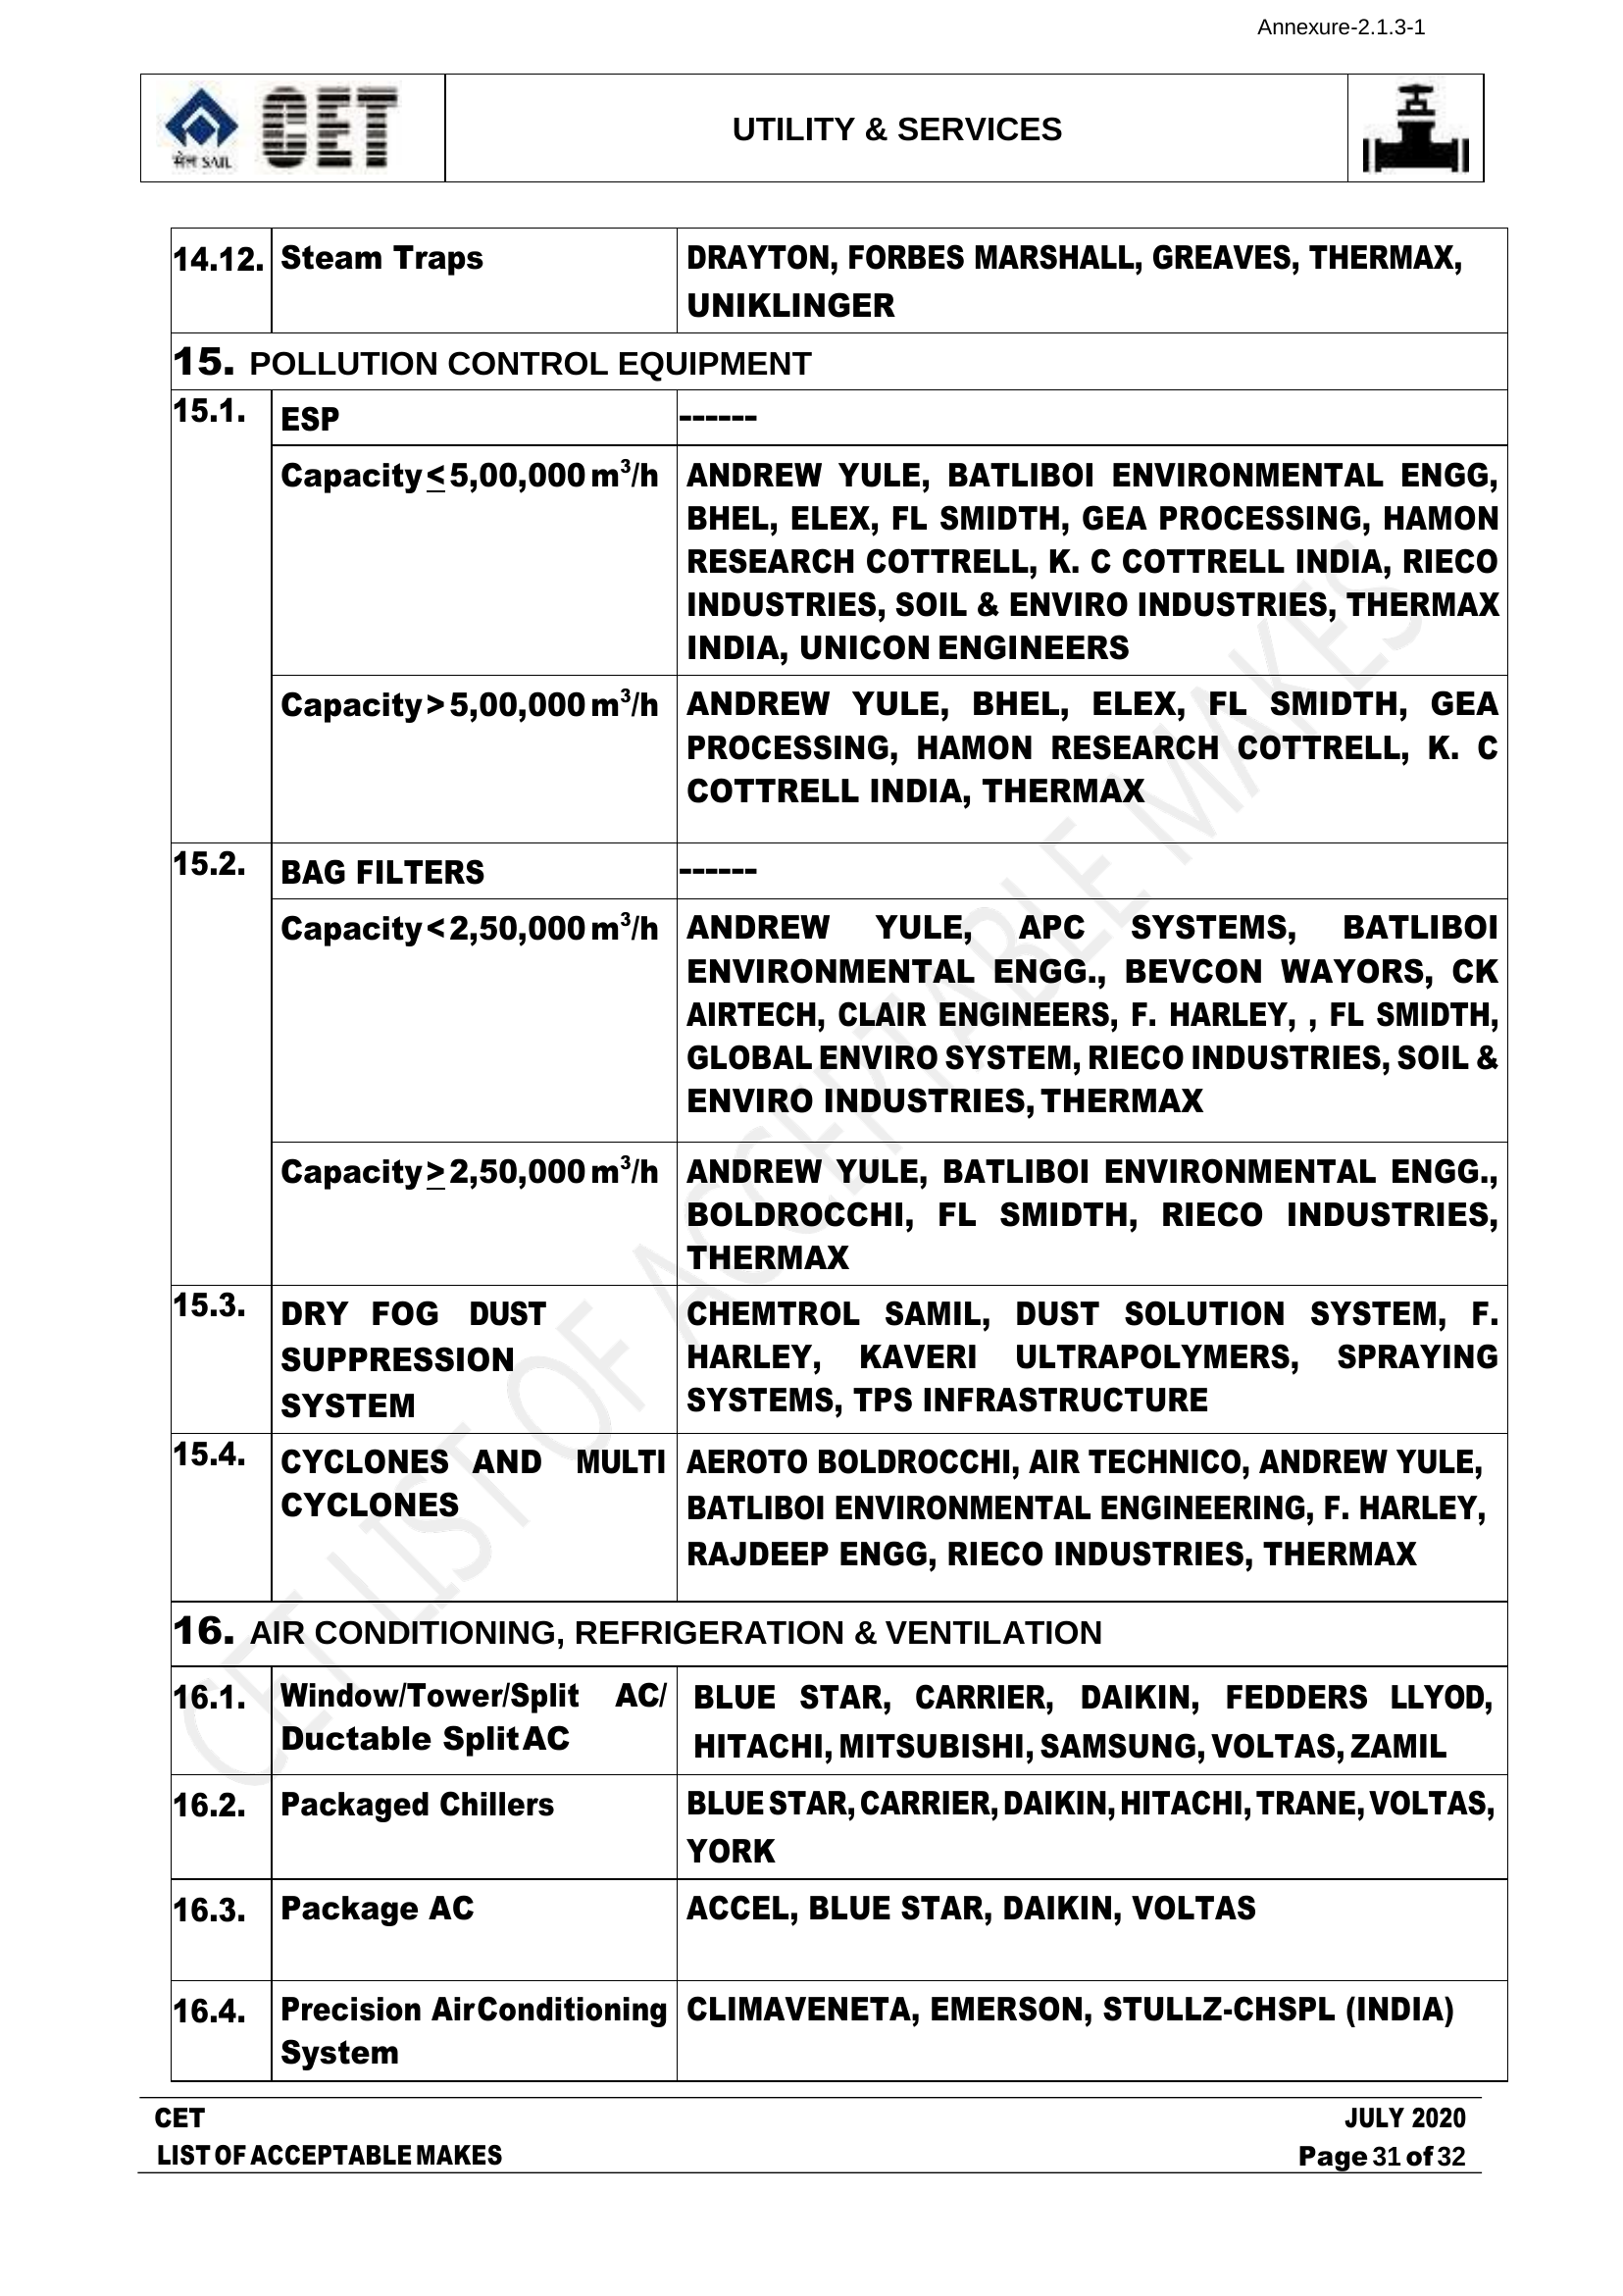 Annexure-2.1.3-1
सेल SAIL CET
UTILITY & SERVICES
14.12. Steam Traps DRAYTON, FORBES MARSHALL, GREAVES, THERMAX,
UNIKLINGER
15. POLLUTION CONTROL EQUIPMENT
15.1. ESP ------
Capacity ≤ 5,00,000 m³/h ANDREW YULE, BATLIBOI ENVIRONMENTAL ENGG,
BHEL, ELEX, FL SMIDTH, GEA PROCESSING, HAMON
RESEARCH COTTRELL, K. C COTTRELL INDIA, RIECO
INDUSTRIES, SOIL & ENVIRO INDUSTRIES, THERMAX
INDIA, UNICON ENGINEERS
Capacity > 5,00,000 m³/h ANDREW YULE, BHEL, ELEX, FL SMIDTH, GEA
PROCESSING, HAMON RESEARCH COTTRELL, K. C
COTTRELL INDIA, THERMAX
15.2. BAG FILTERS ------
Capacity < 2,50,000 m³/h ANDREW YULE, APC SYSTEMS, BATLIBOI
ENVIRONMENTAL ENGG., BEVCON WAYORS, CK
AIRTECH, CLAIR ENGINEERS, F. HARLEY, , FL SMIDTH,
GLOBAL ENVIRO SYSTEM, RIECO INDUSTRIES, SOIL &
ENVIRO INDUSTRIES, THERMAX
Capacity ≥ 2,50,000 m³/h ANDREW YULE, BATLIBOI ENVIRONMENTAL ENGG.,
BOLDROCCHI, FL SMIDTH, RIECO INDUSTRIES,
THERMAX
15.3. DRY FOG DUST CHEMTROL SAMIL, DUST SOLUTION SYSTEM, F.
SUPPRESSION HARLEY, KAVERI ULTRAPOLYMERS, SPRAYING
SYSTEM SYSTEMS, TPS INFRASTRUCTURE
15.4. CYCLONES AND MULTI AEROTO BOLDROCCHI, AIR TECHNICO, ANDREW YULE,
CYCLONES BATLIBOI ENVIRONMENTAL ENGINEERING, F. HARLEY,
RAJDEEP ENGG, RIECO INDUSTRIES, THERMAX
16. AIR CONDITIONING, REFRIGERATION & VENTILATION
16.1. Window/Tower/Split AC/ BLUE STAR, CARRIER, DAIKIN, FEDDERS LLYOD,
Ductable Split AC HITACHI, MITSUBISHI, SAMSUNG, VOLTAS, ZAMIL
16.2. Packaged Chillers BLUE STAR, CARRIER, DAIKIN, HITACHI, TRANE, VOLTAS,
YORK
16.3. Package AC ACCEL, BLUE STAR, DAIKIN, VOLTAS
16.4. Precision Air Conditioning CLIMAVENETA, EMERSON, STULLZ-CHSPL (INDIA)
System
CET LIST OF ACCEPTABLE MAKES
CET JULY 2020
LIST OF ACCEPTABLE MAKES Page 31 of 32